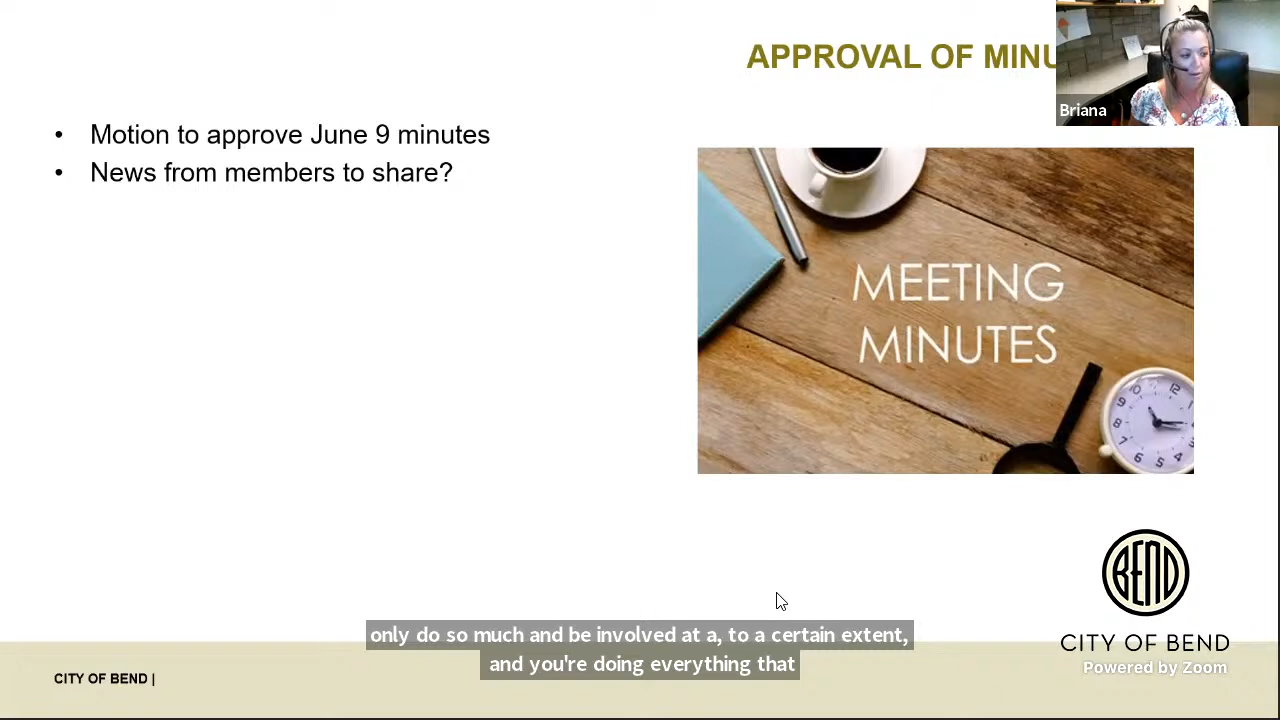 APPROVAL OF MINU
Briana
• Motion to approve June 9 minutes
• News from members to share?
MEETING
MINUTES
BEND
CITY OF BEND
Powered by Zoom
only do so much and be involved at a, to a certain extent,
and you're doing everything that
CITY OF BEND |